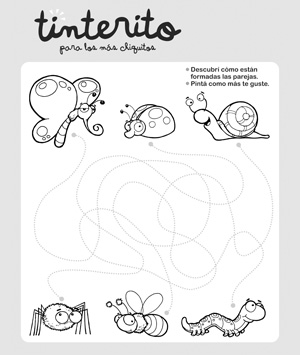 tinterito
para los más chiquitos
Descubrí cómo están
formadas las parejas.
Pintá como más te guste.